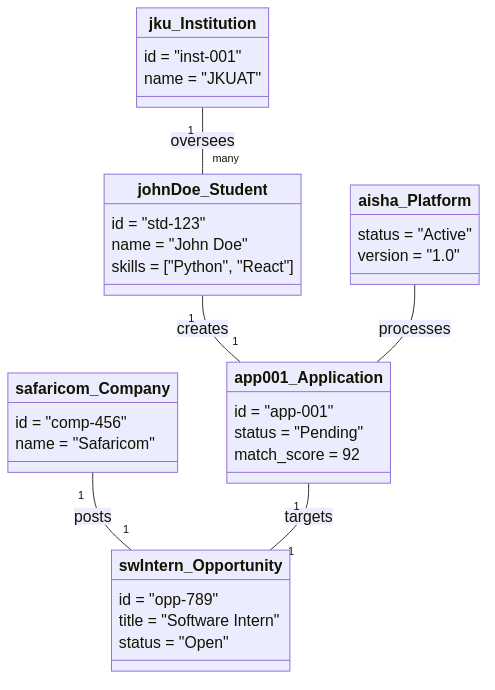 jku_Institution
id = "inst-001"
name = "JKUAT"
1
oversees
many
johnDoe_Student
id = "std-123"
name = "John Doe"
skills = ["Python", "React"]
aisha_Platform
status = "Active"
version = "1.0"
1
creates
1
processes
safaricom_Company
id = "comp-456"
name = "Safaricom"
app001_Application
id = "app-001"
status = "Pending"
match_score = 92
1
posts
1
1
targets
1
swIntern_Opportunity
id = "opp-789"
title = "Software Intern"
status = "Open"